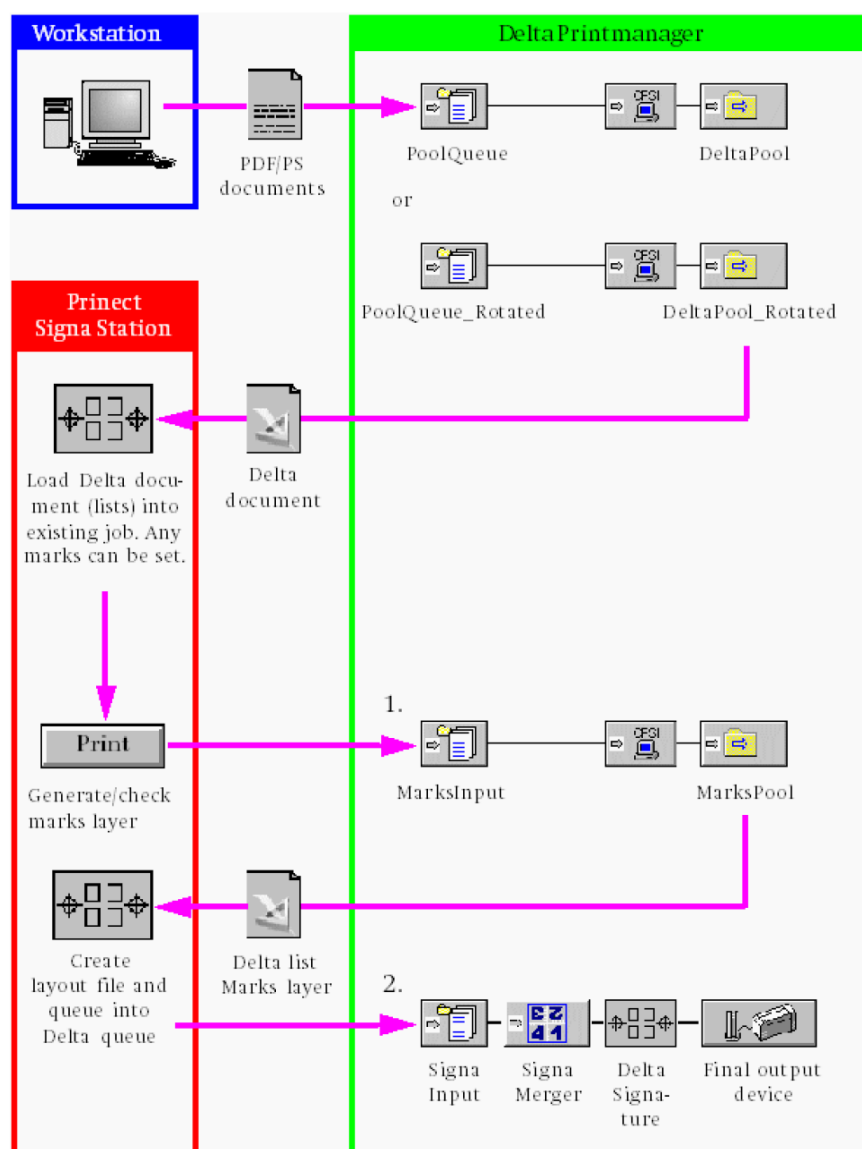 Workstation
DeltaPrintmanager
CPSI
PDF/PS
documents
PoolQueue
DeltaPool
or
CPSI
PoolQueue_Rotated
DeltaPool_Rotated
Prinect
Signa Station
Load Delta docu-
ment (lists) into
existing job. Any
marks can be set.
Delta
document
1.
Print
CPSI
MarksInput
MarksPool
Generate/check
marks layer
Create
layout file and
queue into
Delta queue
Delta list
Marks layer
2.
Signa
Input
Signa
Merger
Delta
Signa-
ture
Final output
device